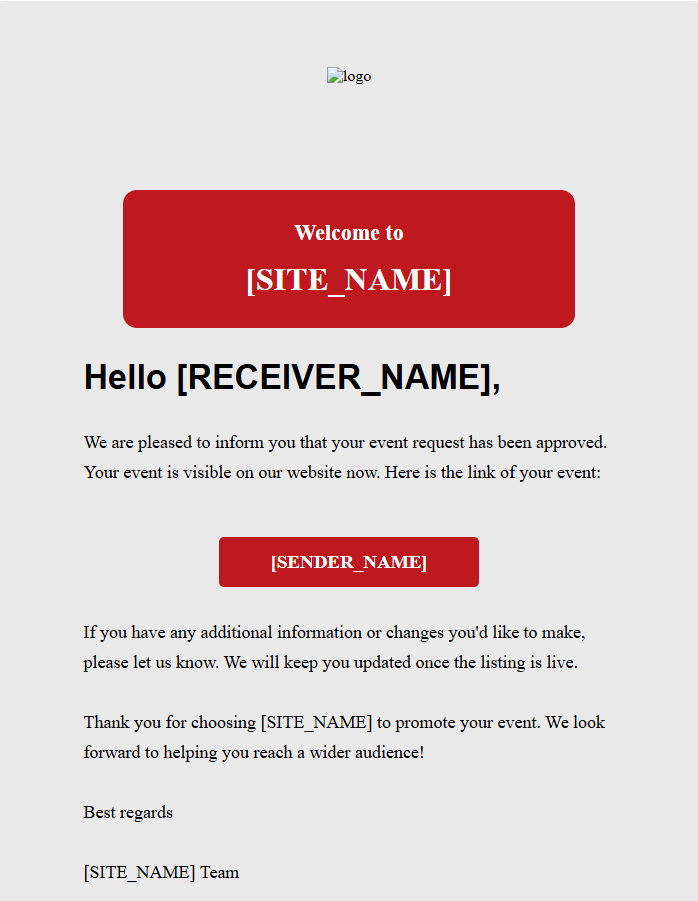 logo
Welcome to
[SITE_NAME]
Hello [RECEIVER_NAME],
We are pleased to inform you that your event request has been approved.
Your event is visible on our website now. Here is the link of your event:
[SENDER_NAME]
If you have any additional information or changes you'd like to make,
please let us know. We will keep you updated once the listing is live.
Thank you for choosing [SITE_NAME] to promote your event. We look
forward to helping you reach a wider audience!
Best regards
[SITE_NAME] Team